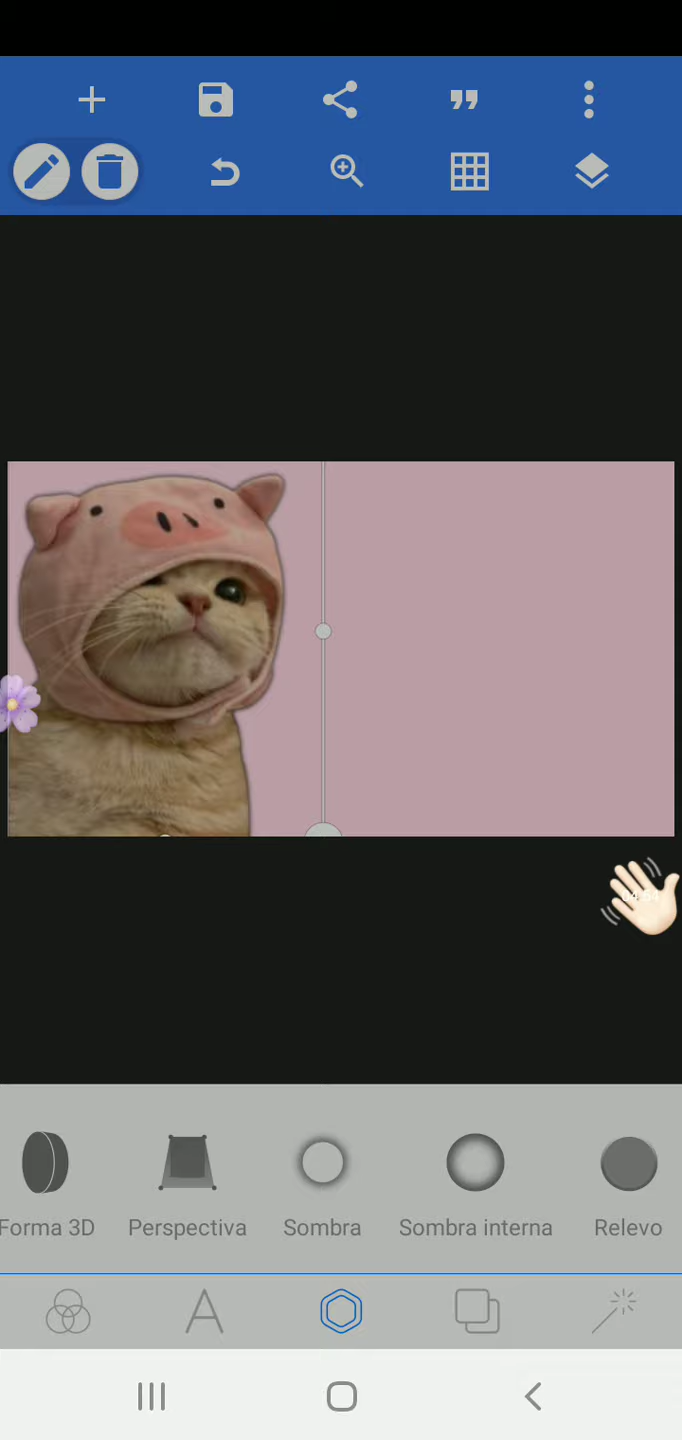 Forma 3D
Perspectiva
Sombra
Sombra interna
Relevo